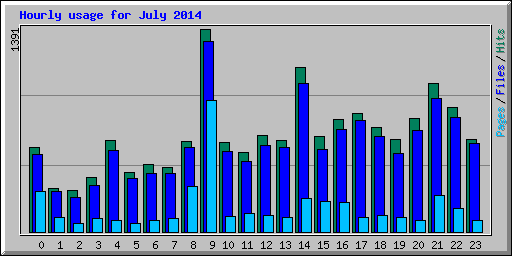 Hourly usage for July 2014
1391
Pages / Files / Hits
0 1 2 3 4 5 6 7 8 9 10 11 12 13 14 15 16 17 18 19 20 21 22 23